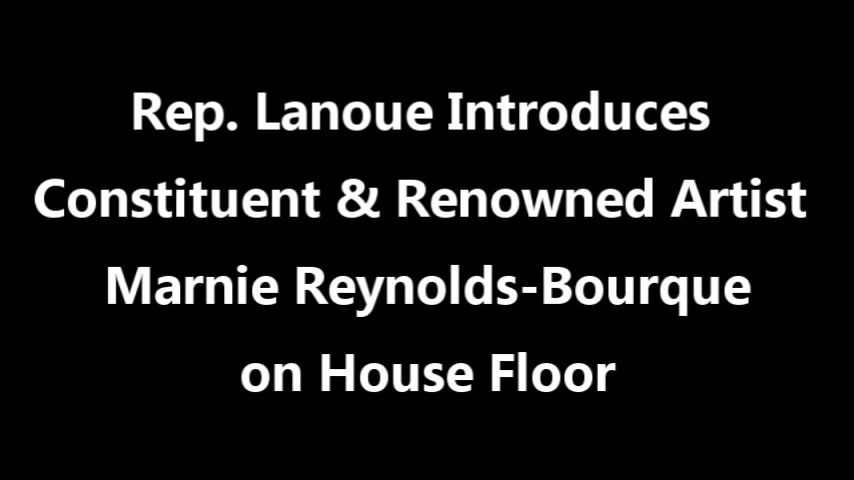 Rep. Lanoue Introduces
Constituent & Renowned Artist
Marnie Reynolds-Bourque
on House Floor